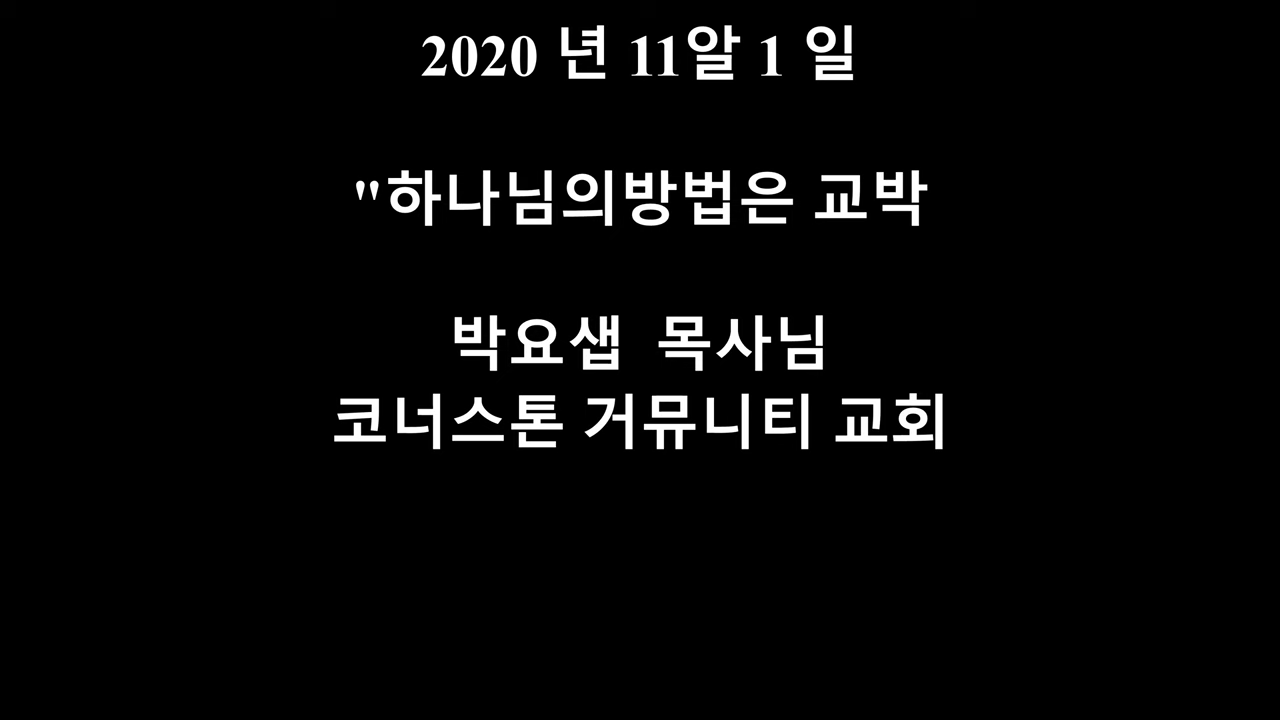 2020 년 11알 1 일
"하나님의방법은 교박
박요샙 목사님
코너스톤 거뮤니티 교회